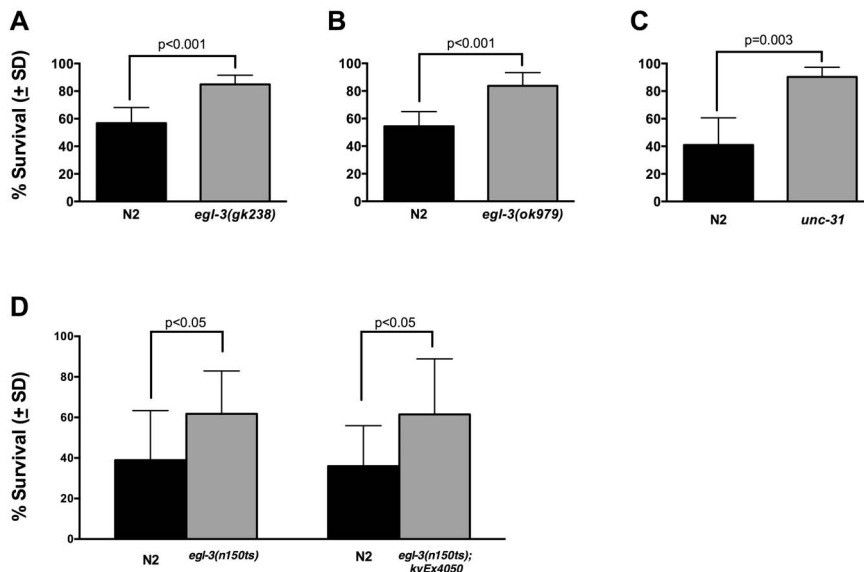 A
p<0.001
% Survival (± SD)
100
80
60
40
20
0
N2
egl-3(gk238)
B
p<0.001
100
80
60
40
20
0
N2
egl-3(ok979)
C
p=0.003
100
80
60
40
20
0
N2
unc-31
D
p<0.05
p<0.05
% Survival (± SD)
100
80
60
40
20
0
N2
egl-3(n150ts)
N2
egl-3(n150ts);
kyEx4050